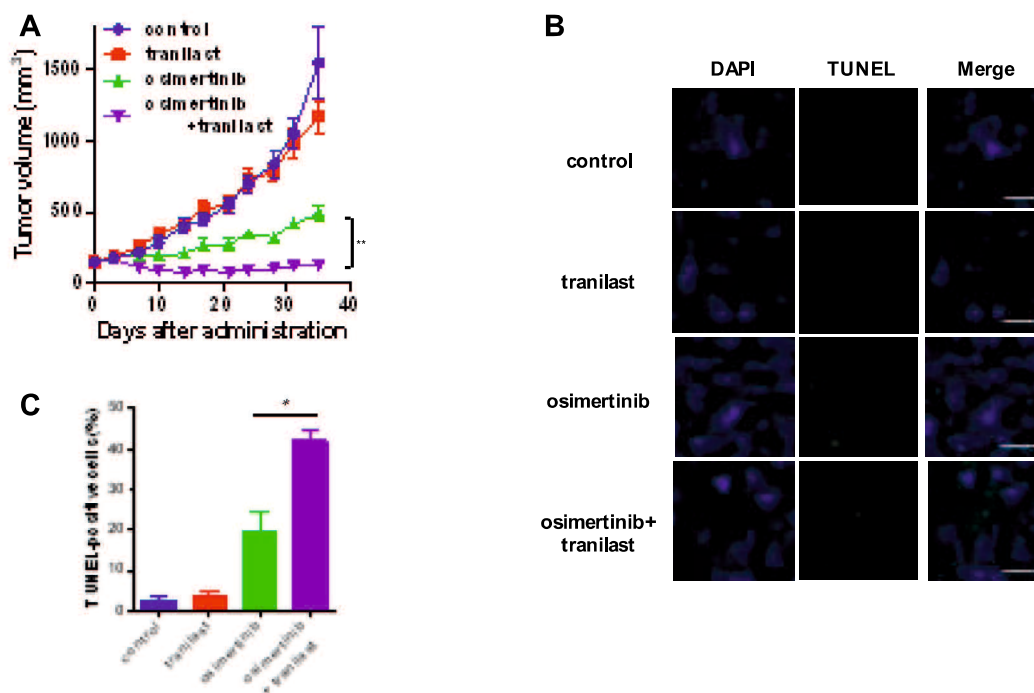 A
control
tranilast
osimertinib
osimertinib
+tranilast
Tumor volume (mm³)
1500
1000
500
0
0 10 20 30 40
Days after administration
**
B
DAPI TUNEL Merge
control
tranilast
osimertinib
osimertinib+
tranilast
C
TUNEL-positive cells(%)
50
40
30
20
10
0
*
control
tranilast
osimertinib
osimertinib
+ tranilast